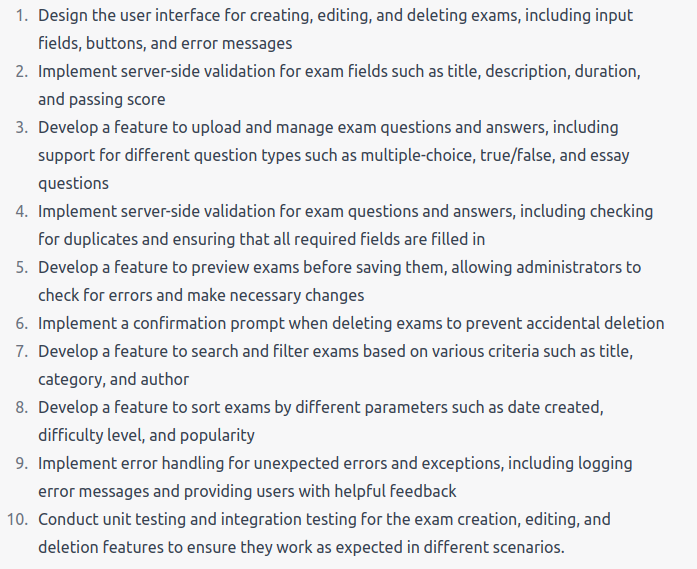 1. Design the user interface for creating, editing, and deleting exams, including input
fields, buttons, and error messages
2. Implement server-side validation for exam fields such as title, description, duration,
and passing score
3. Develop a feature to upload and manage exam questions and answers, including
support for different question types such as multiple-choice, true/false, and essay
questions
4. Implement server-side validation for exam questions and answers, including checking
for duplicates and ensuring that all required fields are filled in
5. Develop a feature to preview exams before saving them, allowing administrators to
check for errors and make necessary changes
6. Implement a confirmation prompt when deleting exams to prevent accidental deletion
7. Develop a feature to search and filter exams based on various criteria such as title,
category, and author
8. Develop a feature to sort exams by different parameters such as date created,
difficulty level, and popularity
9. Implement error handling for unexpected errors and exceptions, including logging
error messages and providing users with helpful feedback
10. Conduct unit testing and integration testing for the exam creation, editing, and
deletion features to ensure they work as expected in different scenarios.